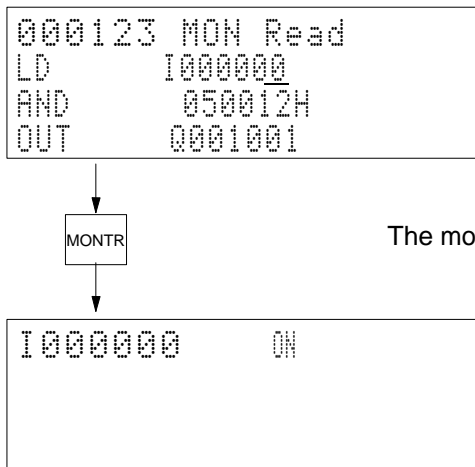 000123 MON Read
LD I000000
AND 050012H
OUT Q001001
MONTR
The mo
I000000 ON